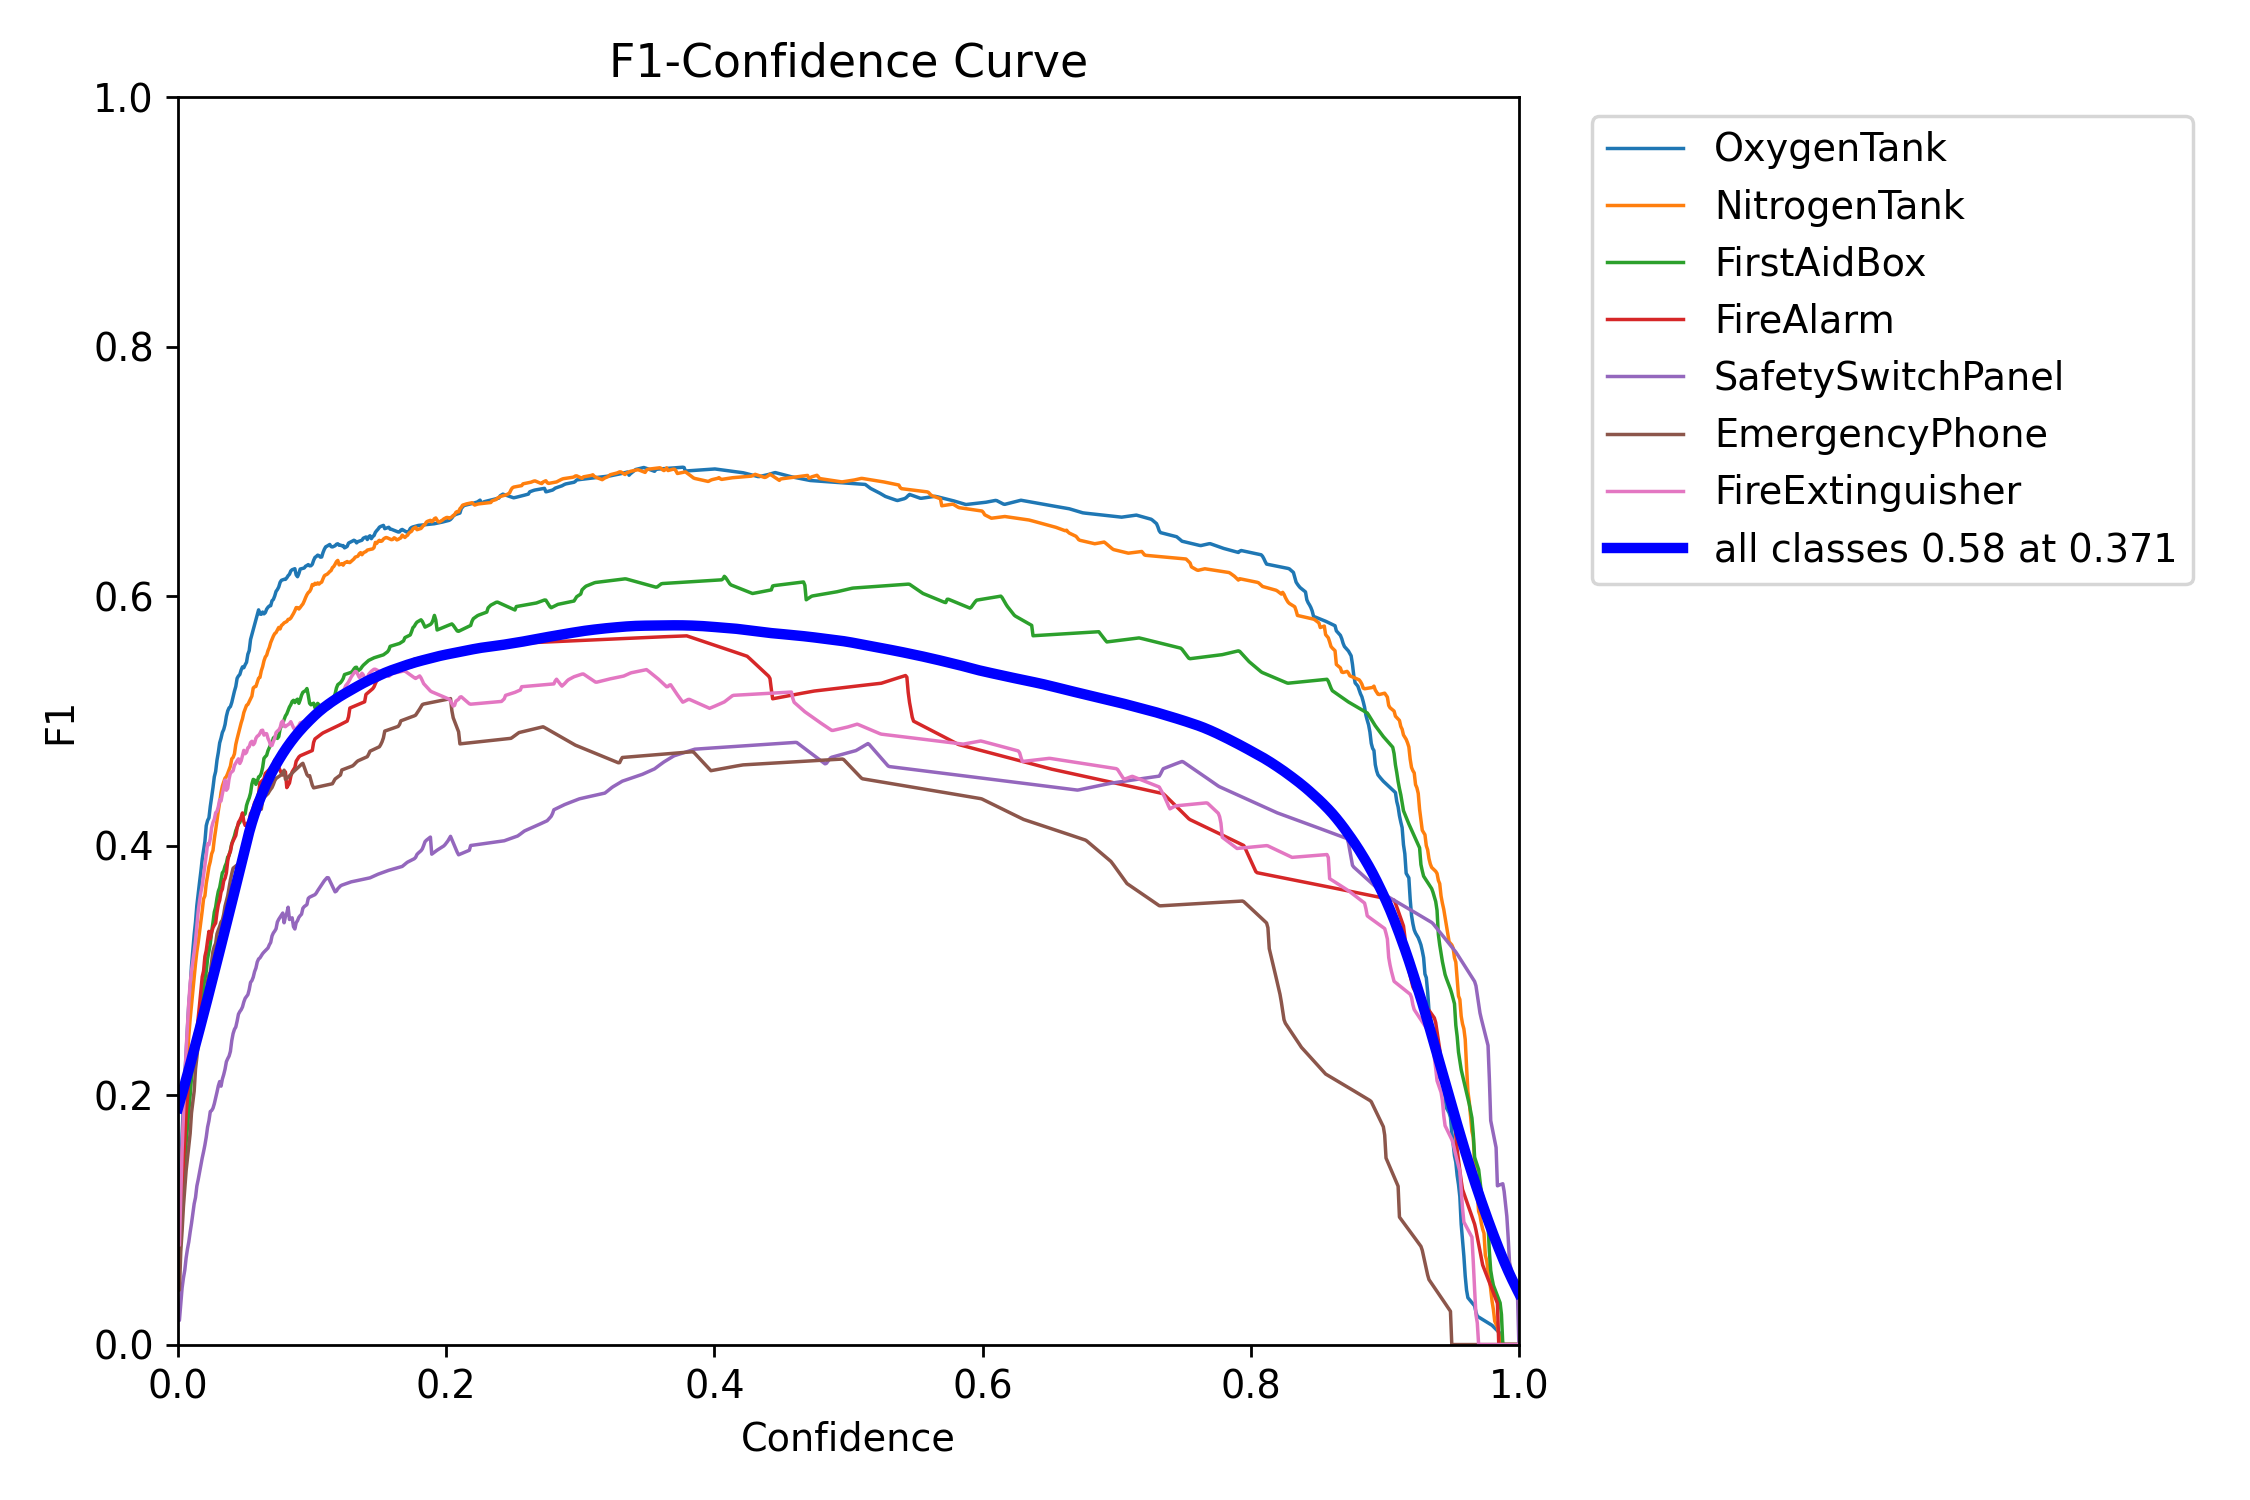 F1-Confidence Curve
1.0
0.8
0.6
0.4
0.2
0.0
F1
0.0 0.2 0.4 0.6 0.8 1.0
Confidence
OxygenTank
NitrogenTank
FirstAidBox
FireAlarm
SafetySwitchPanel
EmergencyPhone
FireExtinguisher
all classes 0.58 at 0.371